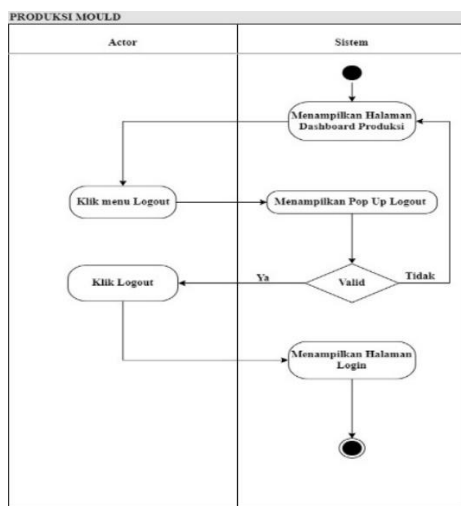 PRODUKSI MOULD
Actor
Sistem
Menampilkan Halaman
Dashboard Produksi
Klik menu Logout
Menampilkan Pop Up Logout
Klik Logout
Ya
Valid
Tidak
Menampilkan Halaman
Login